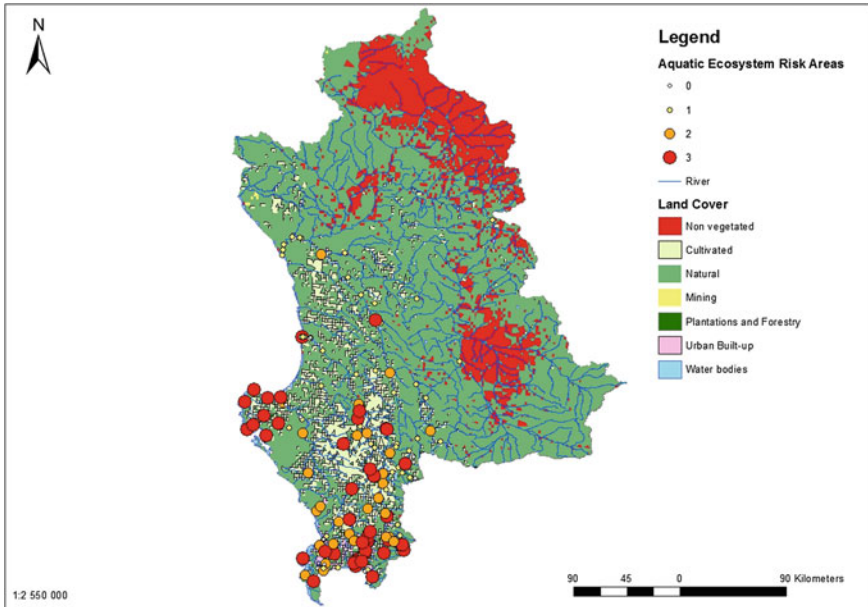 N
Legend
Aquatic Ecosystem Risk Areas
0
1
2
3
River
Land Cover
Non vegetated
Cultivated
Natural
Mining
Plantations and Forestry
Urban Built-up
Water bodies
1:2 550 000
90 45 0 90 Kilometers